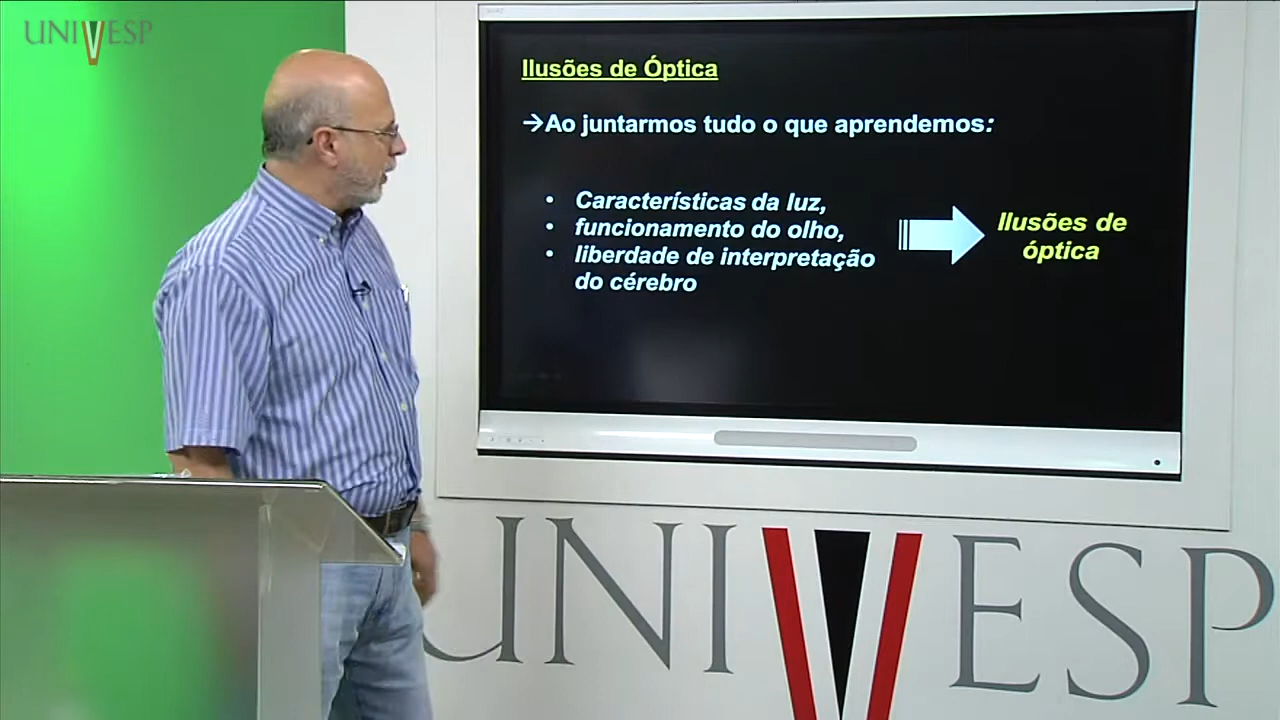 UNIVESP
Ilusões de Óptica
→Ao juntarmos tudo o que aprendemos:
• Características da luz,
• funcionamento do olho,
• liberdade de interpretação
do cérebro
Ilusões de
óptica
UNIVESP